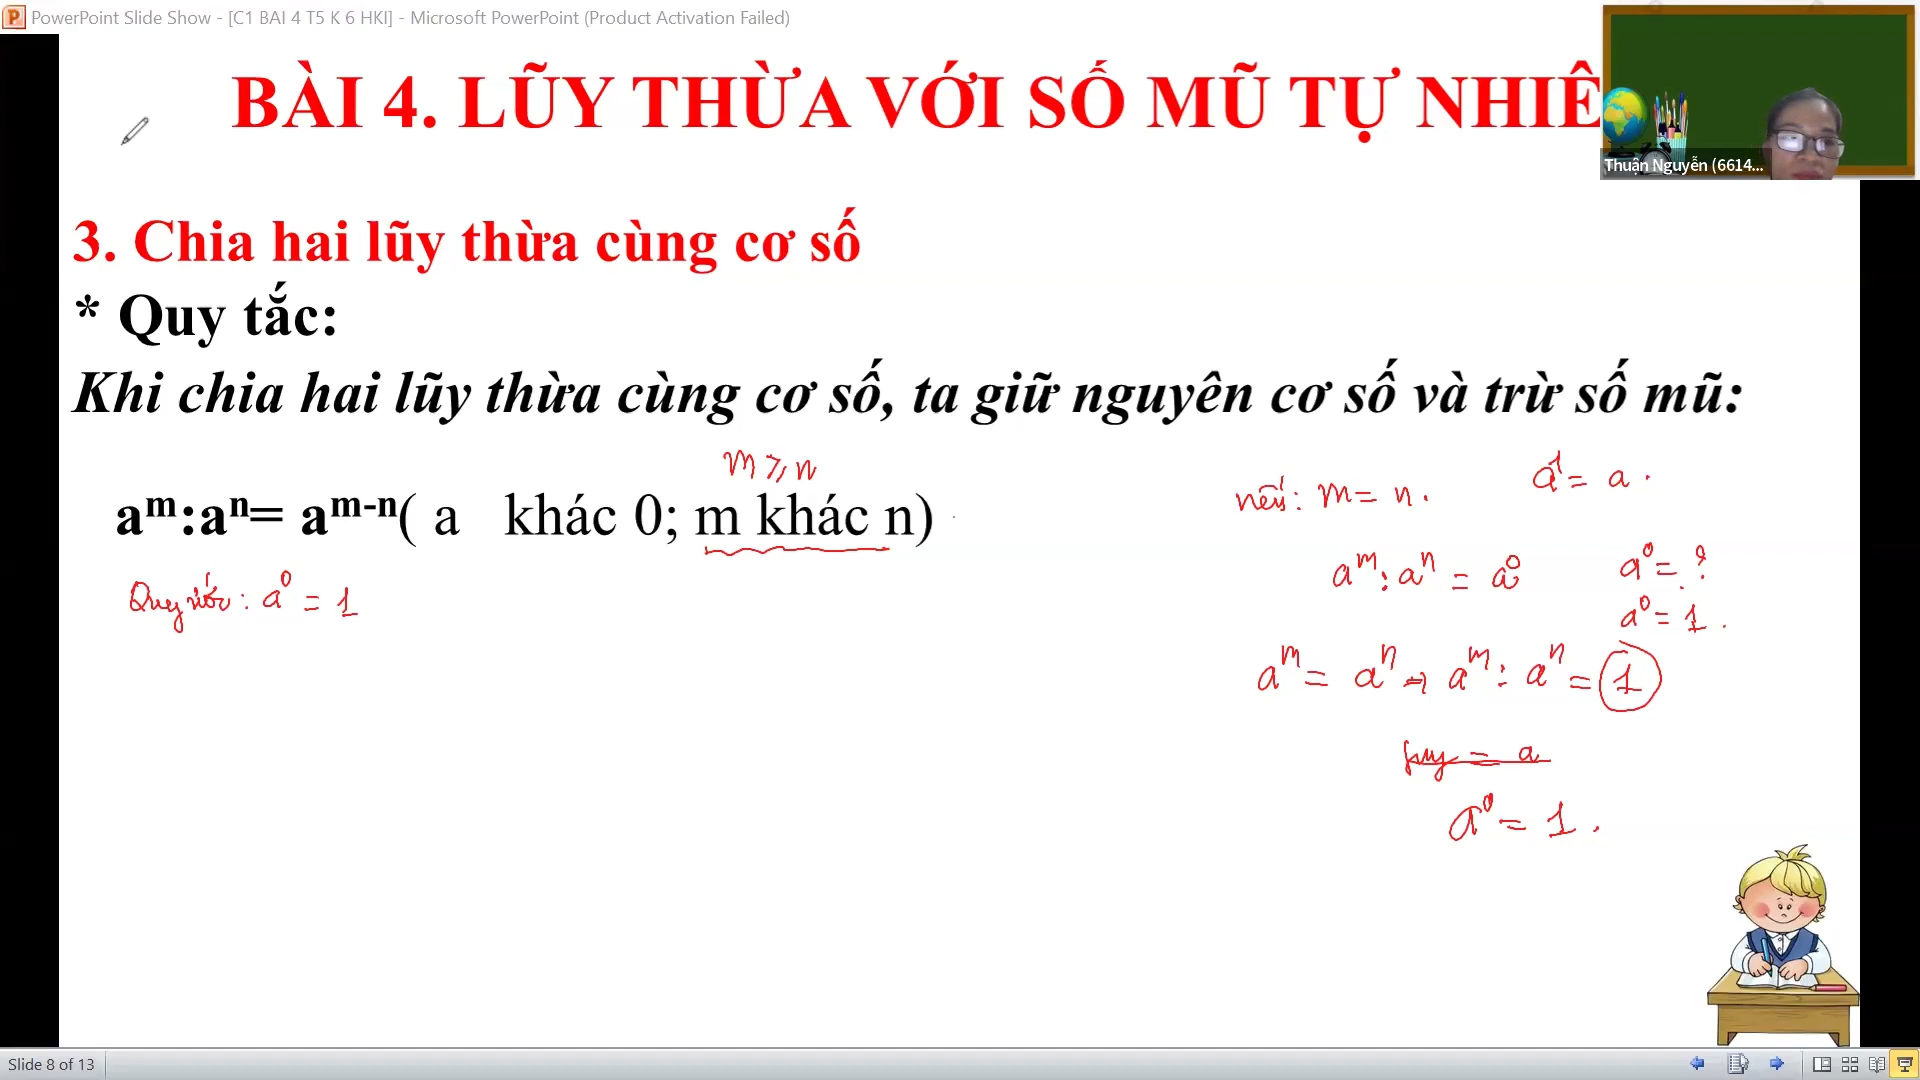 PowerPoint Slide Show - [C1 BAI 4 T5 K 6 HKI] - Microsoft PowerPoint (Product Activation Failed)
BÀI 4. LŨY THỪA VỚI SỐ MŨ TỰ NHIÊ
Thuận Nguyễn (6614...
3. Chia hai lũy thừa cùng cơ số
* Quy tắc:
Khi chia hai lũy thừa cùng cơ số, ta giữ nguyên cơ số và trừ số mũ:
m ⩾ n
aᵐ:aⁿ= aᵐ⁻ⁿ( a khác 0; m khác n)
Quy ước: a⁰ = 1
nếu: m = n.
a¹ = a.
aᵐ : aⁿ = a⁰
a⁰ = ?
a⁰ = 1.
aᵐ = aⁿ → aᵐ : aⁿ = 1
= a
a⁰ = 1.
Slide 8 of 13